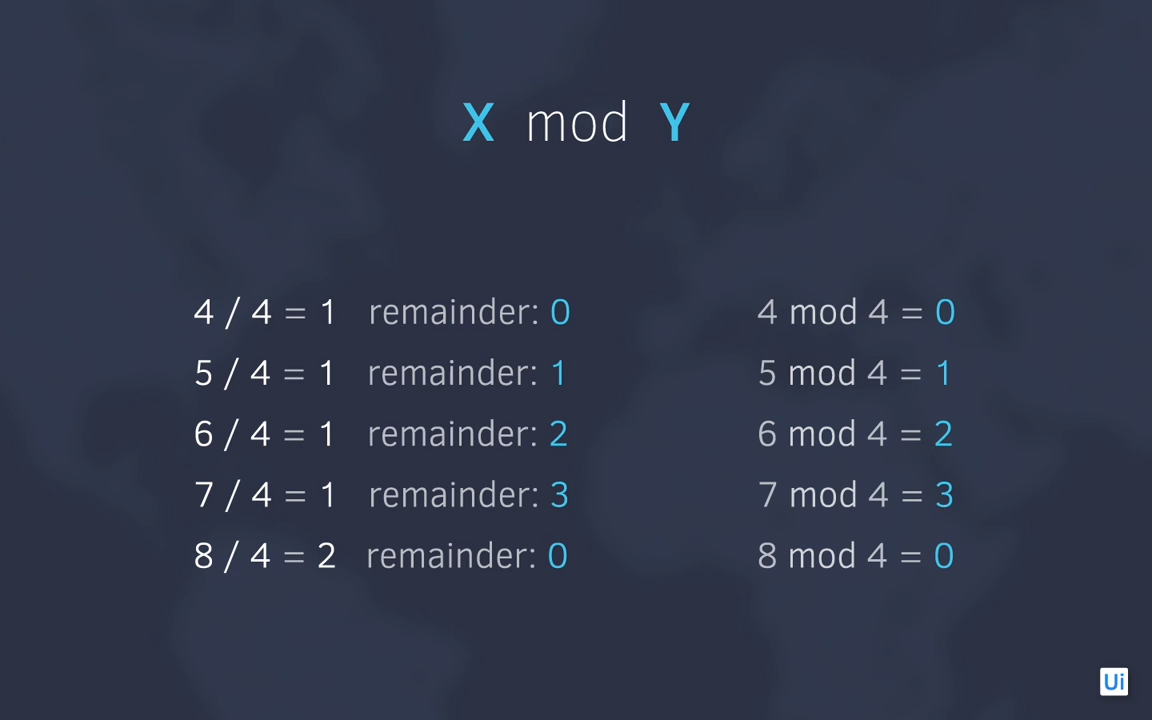 X mod Y
4 / 4 = 1 remainder: 0 4 mod 4 = 0
5 / 4 = 1 remainder: 1 5 mod 4 = 1
6 / 4 = 1 remainder: 2 6 mod 4 = 2
7 / 4 = 1 remainder: 3 7 mod 4 = 3
8 / 4 = 2 remainder: 0 8 mod 4 = 0
Ui